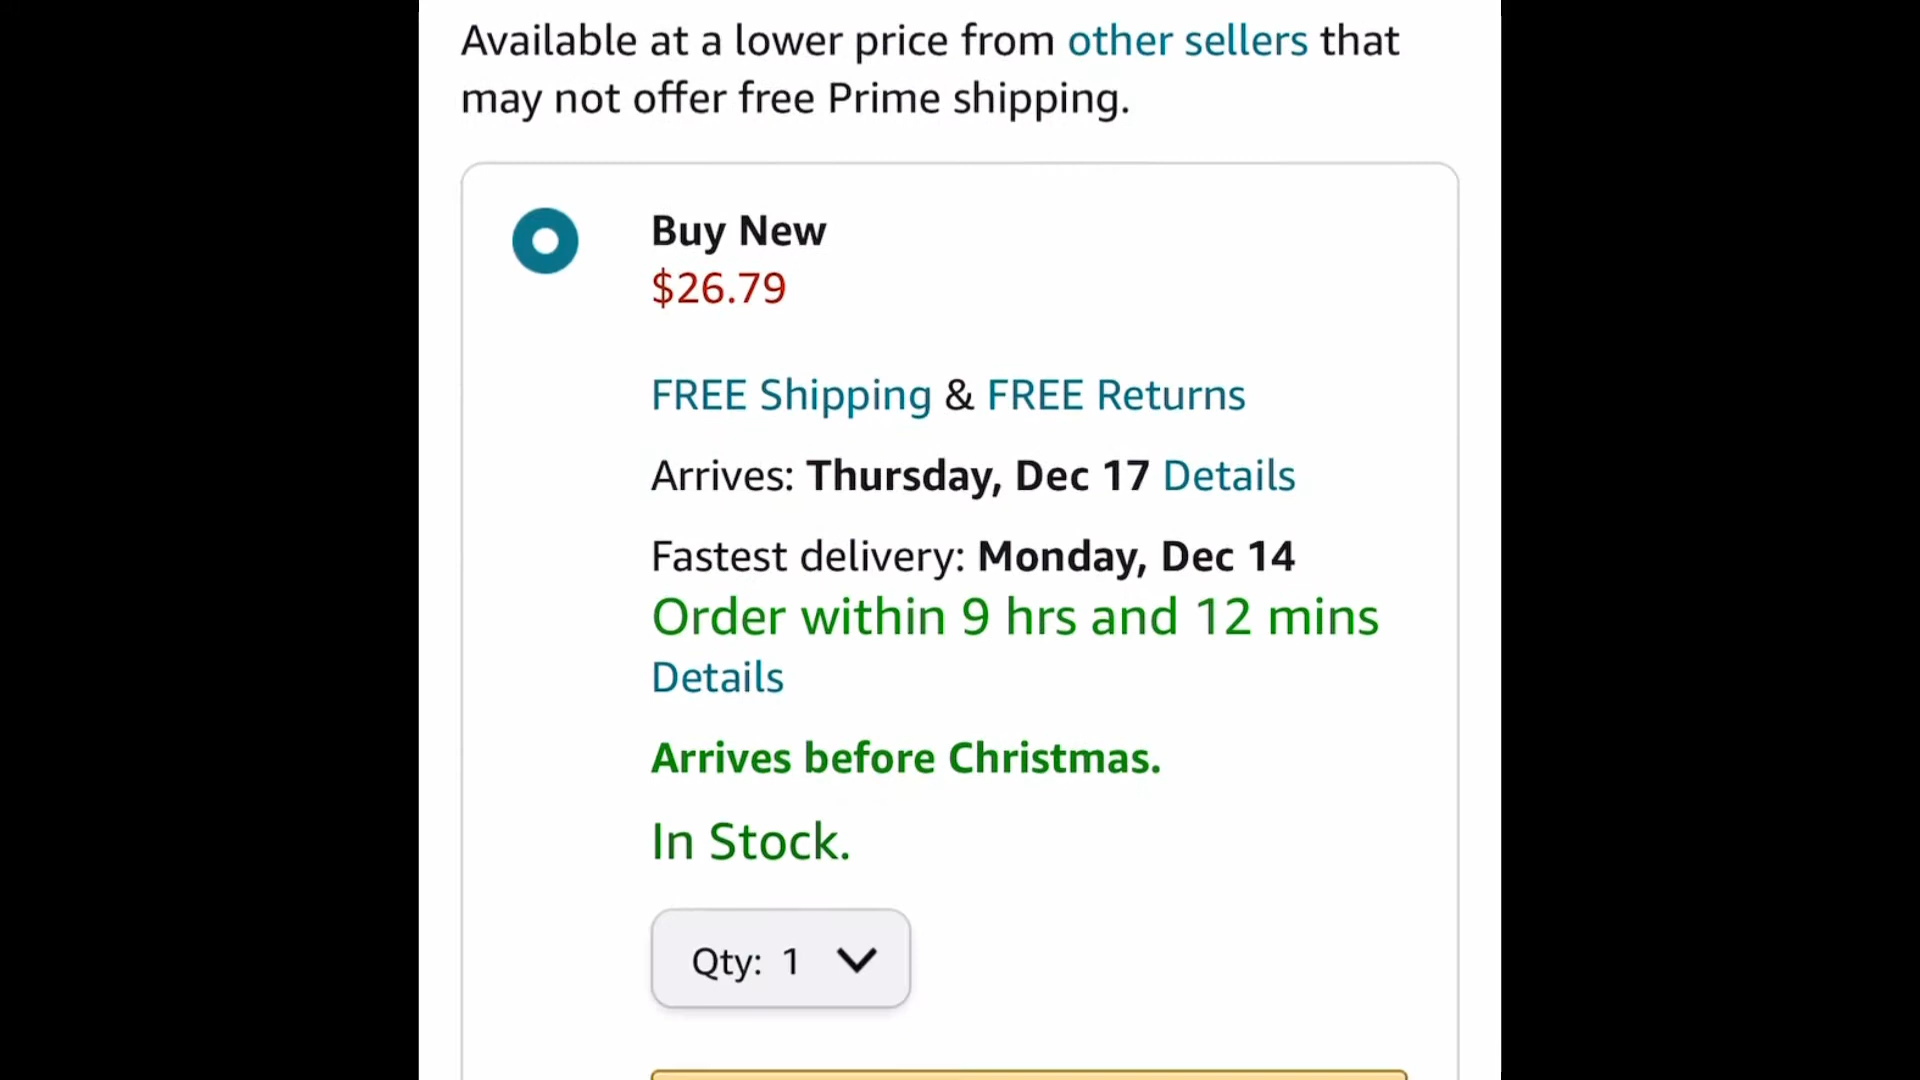 Available at a lower price from other sellers that
may not offer free Prime shipping.
Buy New
$26.79
FREE Shipping & FREE Returns
Arrives: Thursday, Dec 17 Details
Fastest delivery: Monday, Dec 14
Order within 9 hrs and 12 mins
Details
Arrives before Christmas.
In Stock.
Qty: 1